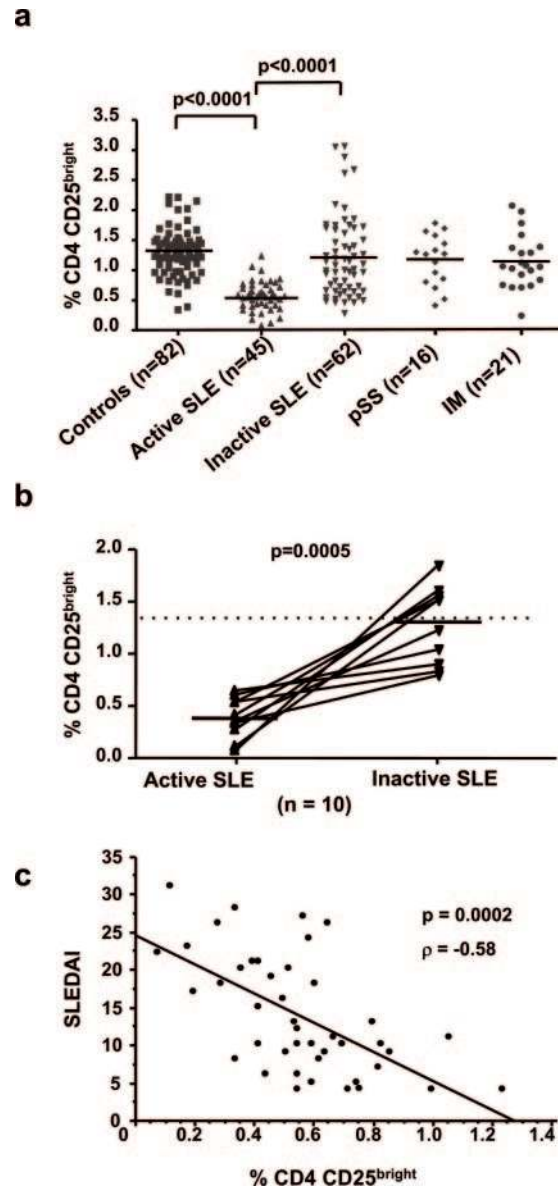 a
p<0.0001
p<0.0001
% CD4 CD25bright
3.5
3.0
2.5
2.0
1.5
1.0
0.5
0.0
Controls (n=82)
Active SLE (n=45)
Inactive SLE (n=62)
pSS (n=16)
IM (n=21)
b
p=0.0005
% CD4 CD25bright
2.0
1.5
1.0
0.5
0.0
Active SLE
Inactive SLE
(n = 10)
c
SLEDAI
35
30
25
20
15
10
5
0
p = 0.0002
ρ = -0.58
0 0.2 0.4 0.6 0.8 1.0 1.2 1.4
% CD4 CD25bright